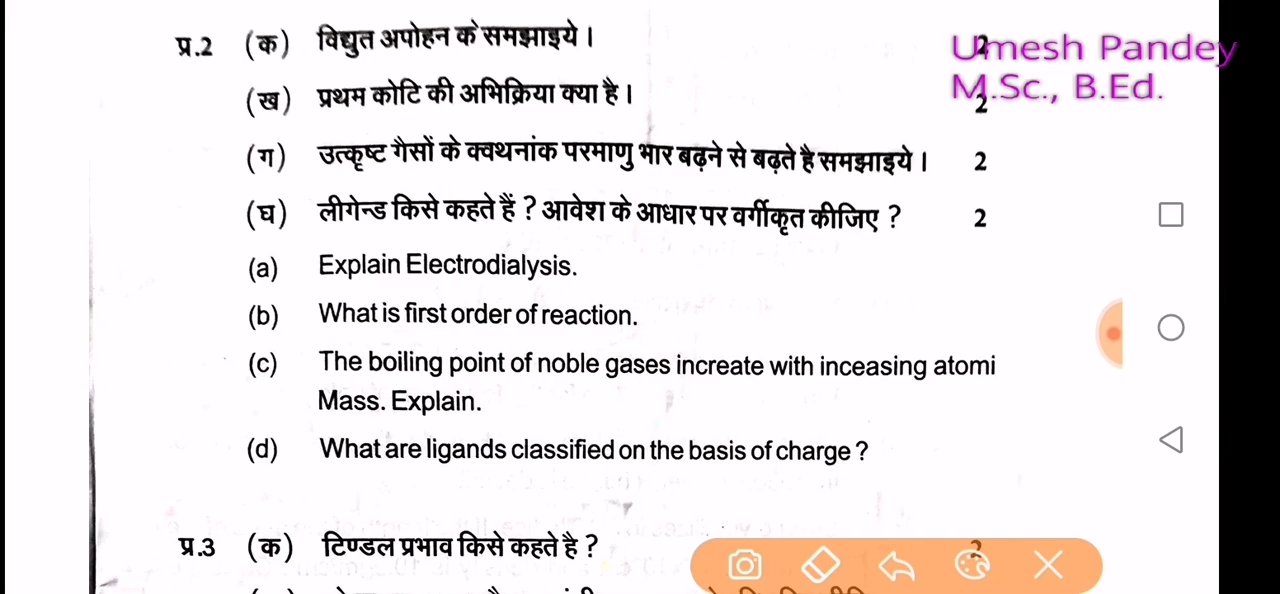 प्र.2 (क) विद्युत अपोहन के समझाइये । 2
Umesh Pandey
M.Sc., B.Ed.
(ख) प्रथम कोटि की अभिक्रिया क्या है । 2
(ग) उत्कृष्ट गैसों के क्वथनांक परमाणु भार बढ़ने से बढ़ते है समझाइये । 2
(घ) लीगेन्ड किसे कहते हैं ? आवेश के आधार पर वर्गीकृत कीजिए ? 2
(a) Explain Electrodialysis.
(b) What is first order of reaction.
(c) The boiling point of noble gases increate with inceasing atomi
Mass. Explain.
(d) What are ligands classified on the basis of charge ?
प्र.3 (क) टिण्डल प्रभाव किसे कहते है ? 2